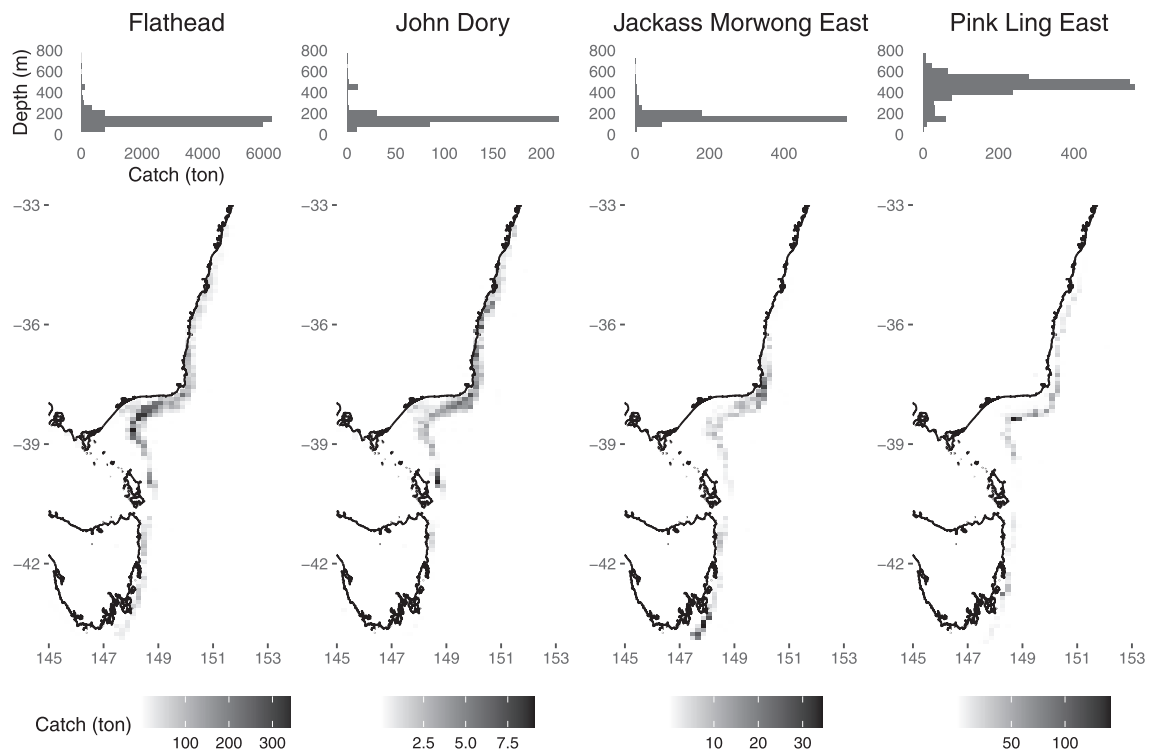 Flathead John Dory Jackass Morwong East Pink Ling East
Depth (m)
800 800 800 800
600 600 600 600
400 400 400 400
200 200 200 200
0 0 0 0
0 2000 4000 6000 0 50 100 150 200 0 200 400 0 200 400
Catch (ton)
−33 −33 −33 −33
−36 −36 −36 −36
−39 −39 −39 −39
−42 −42 −42 −42
145 147 149 151 153 145 147 149 151 153 145 147 149 151 153 145 147 149 151 153
Catch (ton)
100 200 300 2.5 5.0 7.5 10 20 30 50 100